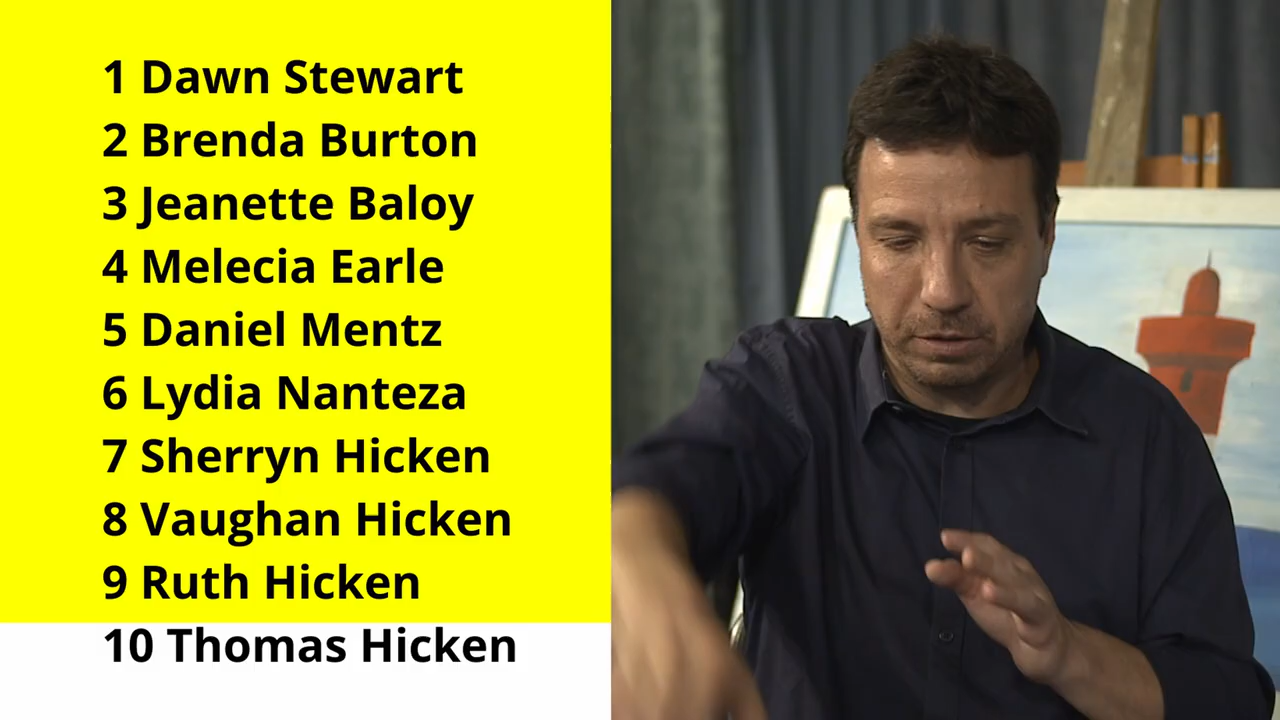 1 Dawn Stewart
2 Brenda Burton
3 Jeanette Baloy
4 Melecia Earle
5 Daniel Mentz
6 Lydia Nanteza
7 Sherryn Hicken
8 Vaughan Hicken
9 Ruth Hicken
10 Thomas Hicken